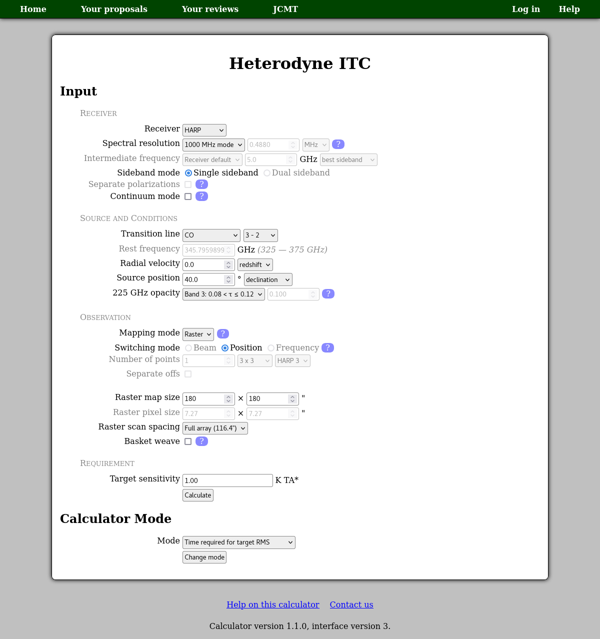 Home Your proposals Your reviews JCMT Log in Help
Heterodyne ITC
Input
Receiver
Receiver HARP
Spectral resolution 1000 MHz mode 0.4880 MHz ?
Intermediate frequency Receiver default 5.0 GHz best sideband
Sideband mode Single sideband Dual sideband
Separate polarizations ?
Continuum mode ?
Source and Conditions
Transition line CO 3 - 2
Rest frequency 345.7959899 GHz (325 — 375 GHz)
Radial velocity 0.0 redshift
Source position 40.0 ° declination
225 GHz opacity Band 3: 0.08 < τ ≤ 0.12 0.100 ?
Observation
Mapping mode Raster ?
Switching mode Beam Position Frequency ?
Number of points 1 3 x 3 HARP 3
Separate offs
Raster map size 180 × 180 "
Raster pixel size 7.27 × 7.27 "
Raster scan spacing Full array (116.4")
Basket weave ?
Requirement
Target sensitivity 1.00 K TA*
Calculate
Calculator Mode
Mode Time required for target RMS
Change mode
Help on this calculator Contact us
Calculator version 1.1.0, interface version 3.